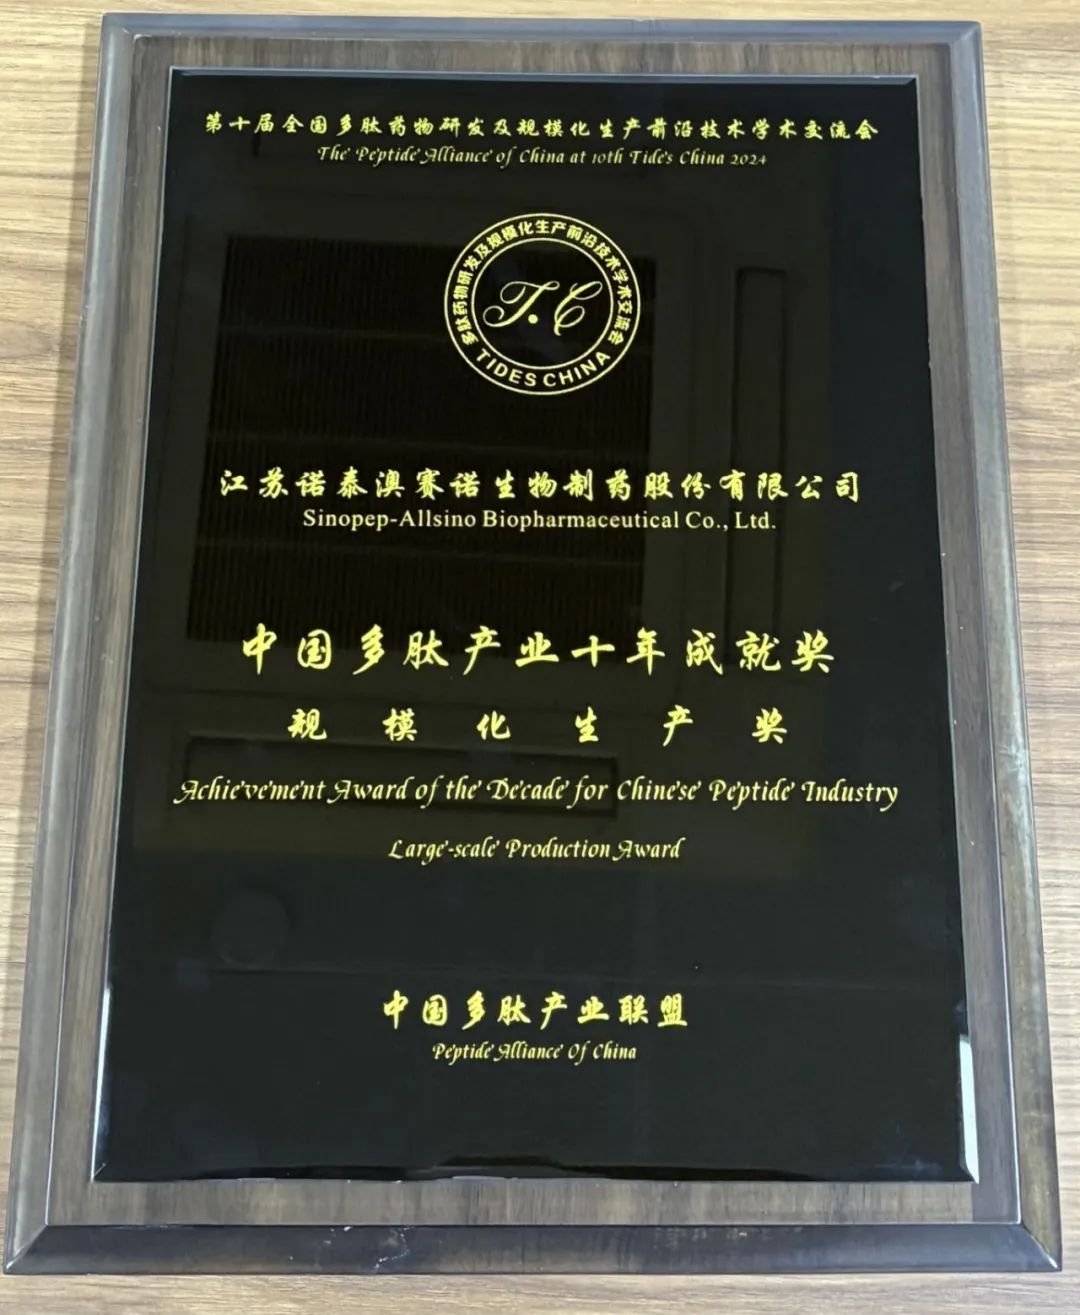 第十届全国多肽药物研发及规模化生产前沿技术学术交流会
The Peptide Alliance of China at 10th Tide's China 2024
多肽药物研发及规模化生产前沿技术学术交流会
T.C
TIDES CHINA
江苏诺泰澳赛诺生物制药股份有限公司
Sinopep-Allsino Biopharmaceutical Co., Ltd.
中国多肽产业十年成就奖
规模化生产奖
Achievement Award of the Decade for Chinese Peptide Industry
Large-scale Production Award
中国多肽产业联盟
Peptide Alliance Of China